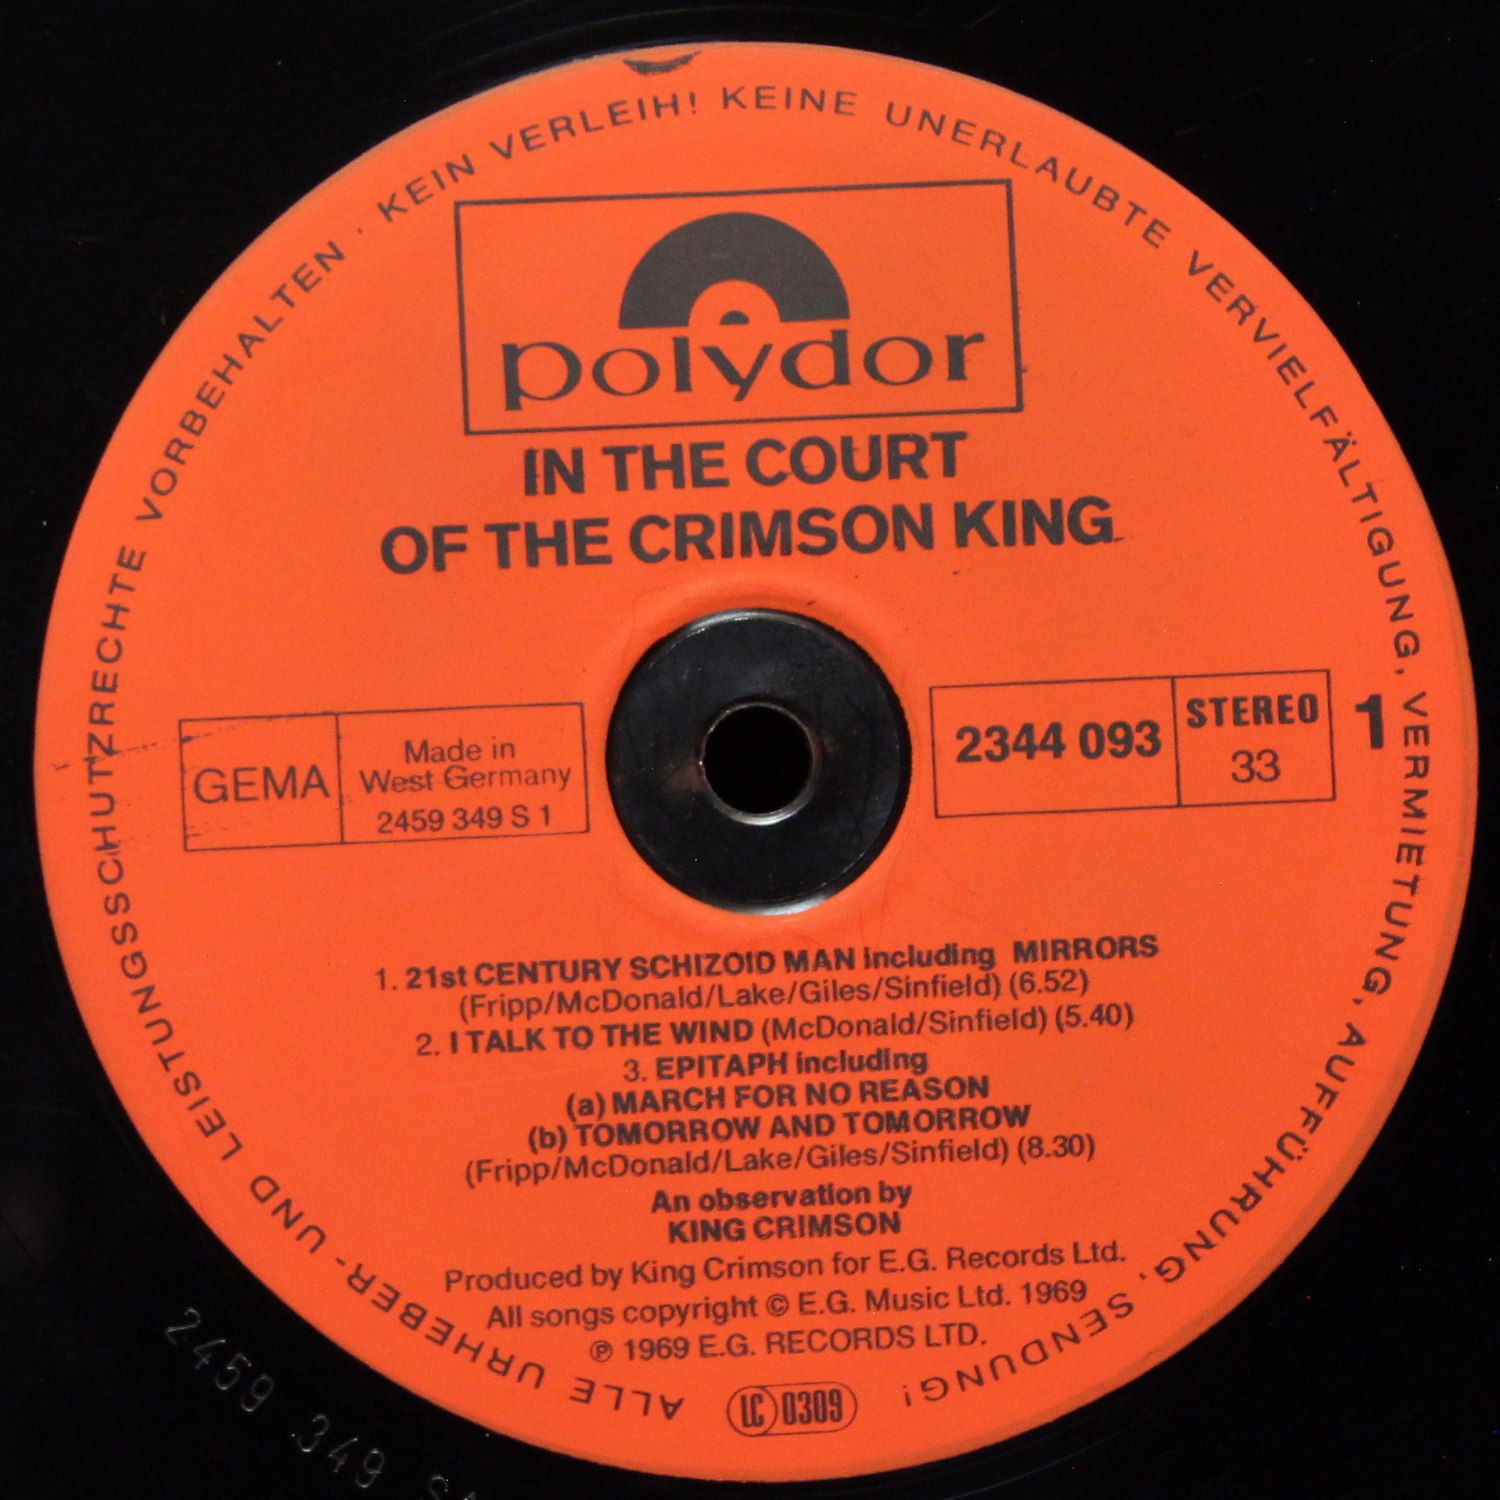 ALLE URHEBER- UND LEISTUNGSSCHUTZRECHTE VORBEHALTEN · KEIN VERLEIH! KEINE UNERLAUBTE VERVIELFÄLTIGUNG, VERMIETUNG, AUFFÜHRUNG, SENDUNG!
polydor
IN THE COURT
OF THE CRIMSON KING
GEMA
Made in
West Germany
2459 349 S 1
2344 093
STEREO
33
1
1. 21st CENTURY SCHIZOID MAN including MIRRORS
(Fripp/McDonald/Lake/Giles/Sinfield) (6.52)
2. I TALK TO THE WIND (McDonald/Sinfield) (5.40)
3. EPITAPH including
(a) MARCH FOR NO REASON
(b) TOMORROW AND TOMORROW
(Fripp/McDonald/Lake/Giles/Sinfield) (8.30)
An observation by
KING CRIMSON
Produced by King Crimson for E.G. Records Ltd.
All songs copyright © E.G. Music Ltd. 1969
℗ 1969 E.G. RECORDS LTD.
LC 0309
2459 349